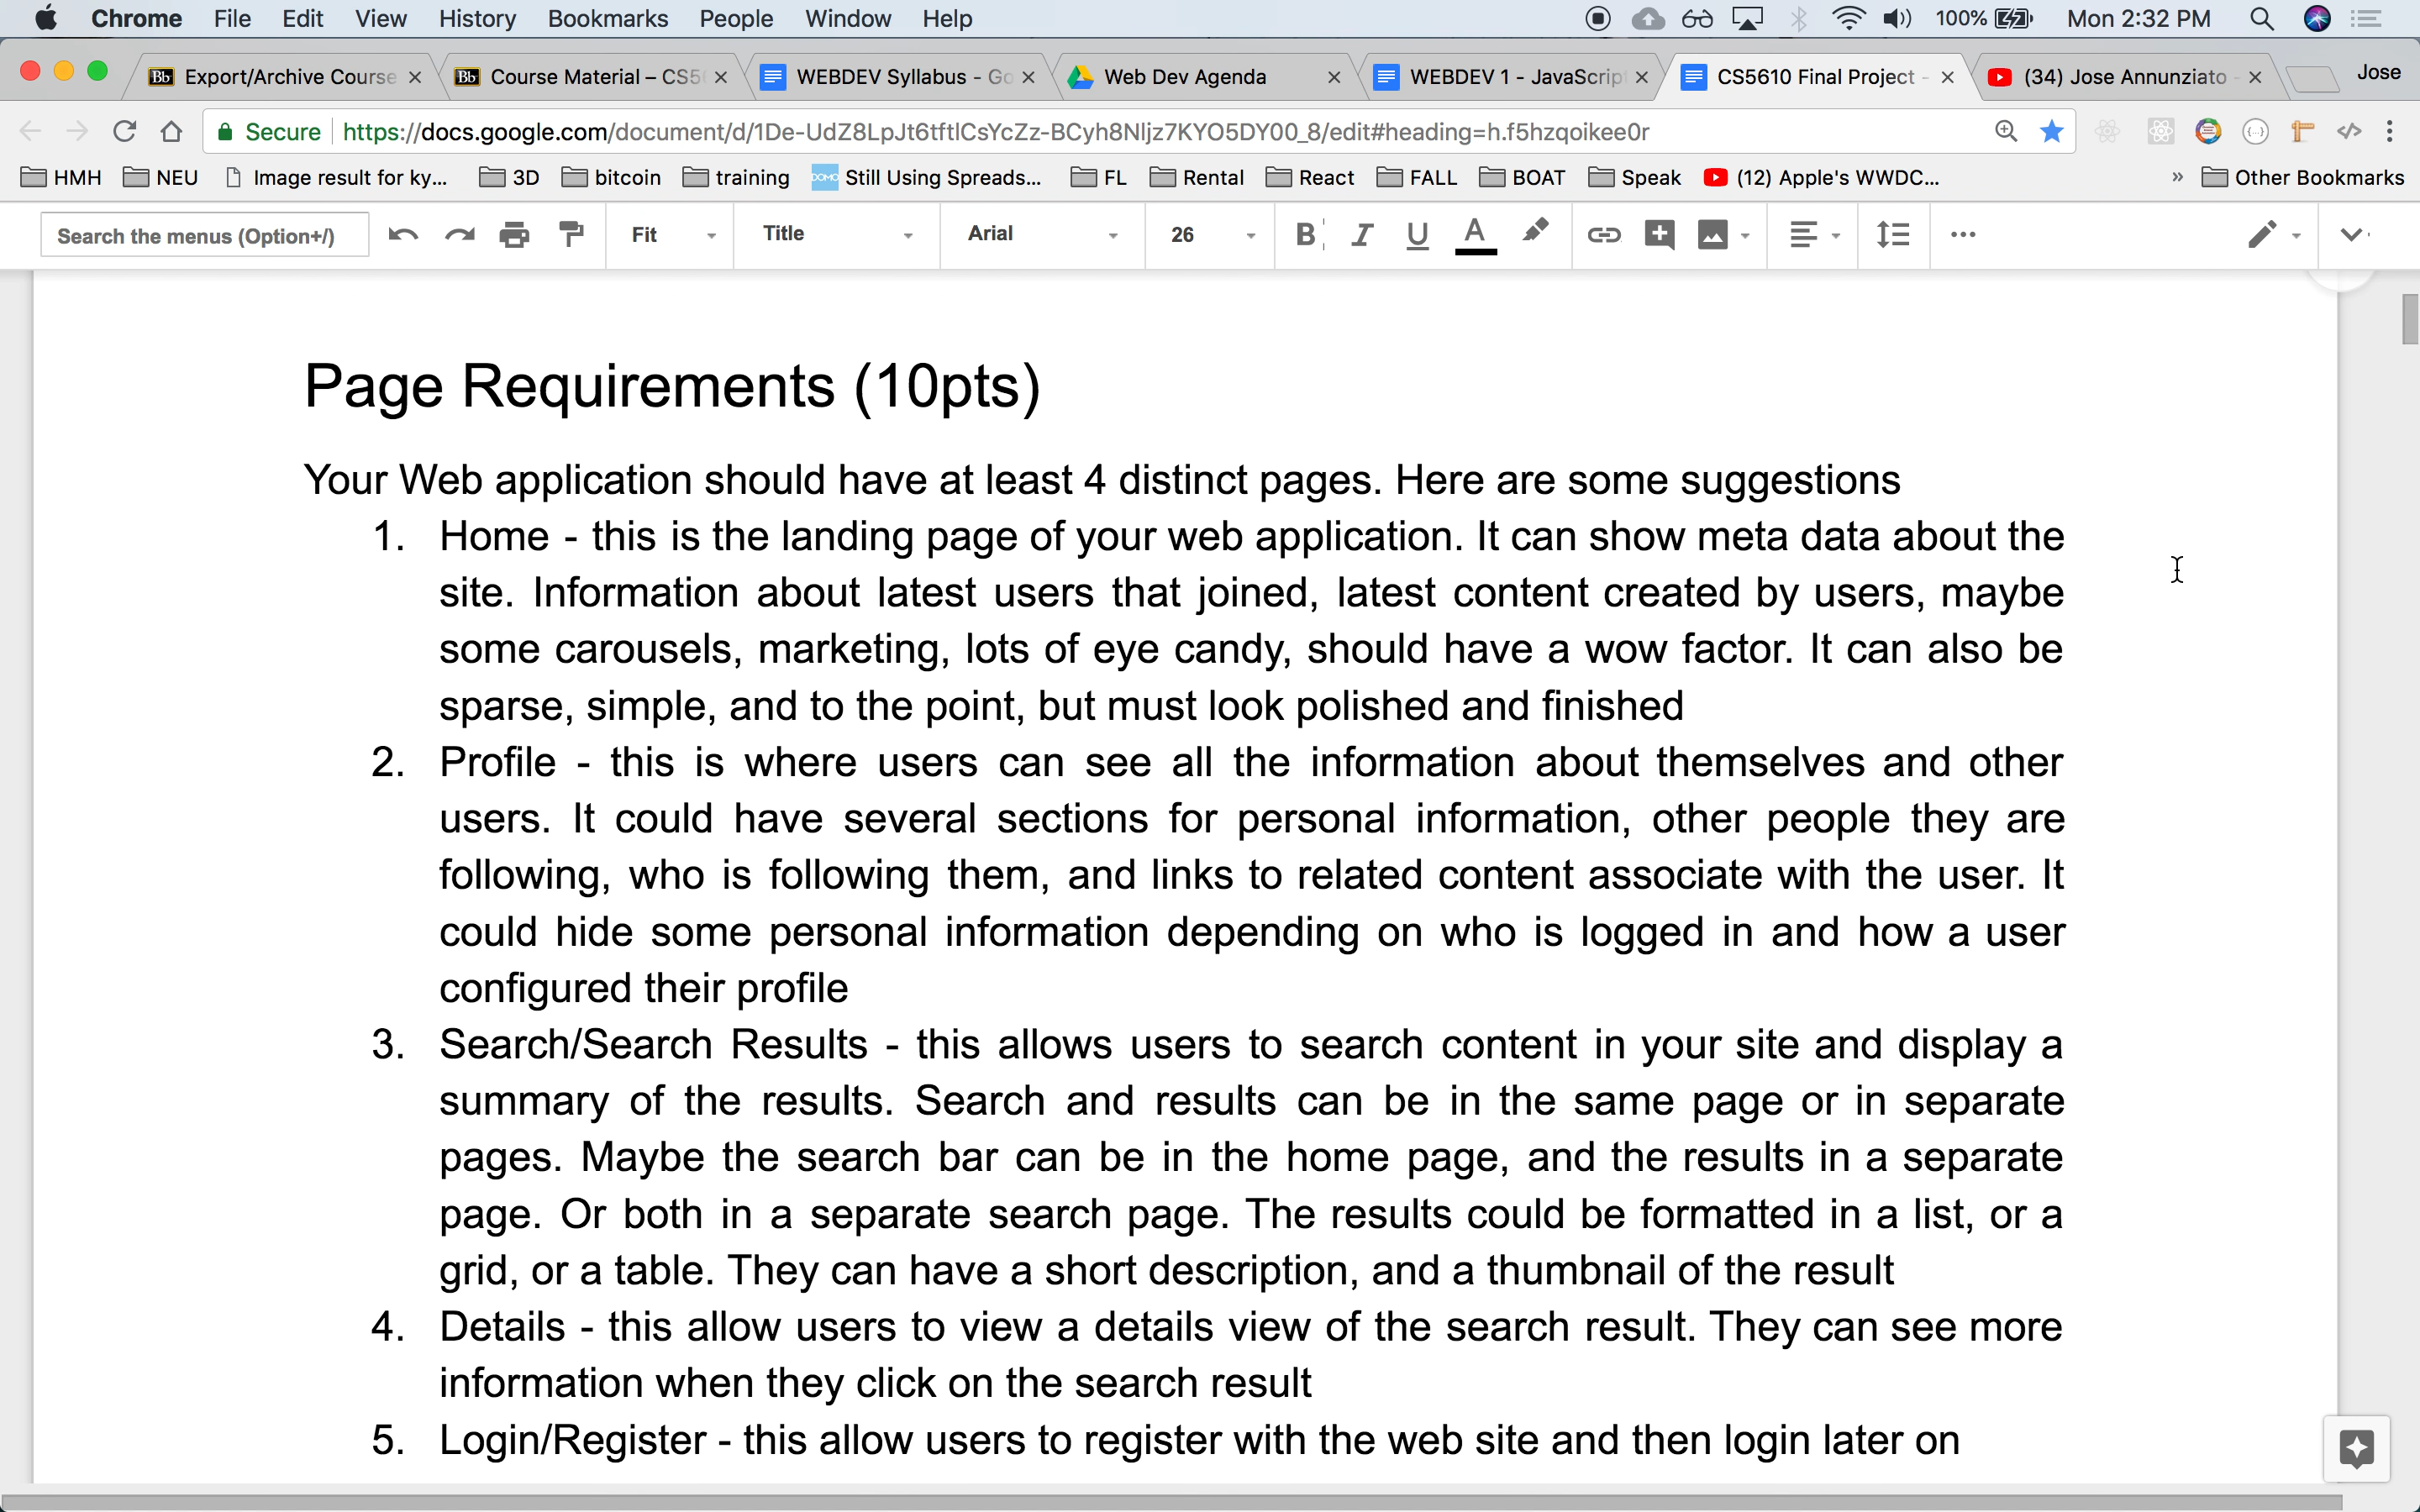 Chrome File Edit View History Bookmarks People Window Help 100% Mon 2:32 PM
Export/Archive Course Course Material – CS5 WEBDEV Syllabus - Go Web Dev Agenda WEBDEV 1 - JavaScrip CS5610 Final Project - (34) Jose Annunziato - Jose
Secure https://docs.google.com/document/d/1De-UdZ8LpJt6tftlCsYcZz-BCyh8Nljz7KYO5DY00_8/edit#heading=h.f5hzqoikee0r
HMH NEU Image result for ky... 3D bitcoin training DOMO Still Using Spreads... FL Rental React FALL BOAT Speak (12) Apple's WWDC... » Other Bookmarks
Search the menus (Option+/) Fit Title Arial 26 B I U A
Page Requirements (10pts)
Your Web application should have at least 4 distinct pages. Here are some suggestions
1. Home - this is the landing page of your web application. It can show meta data about the
site. Information about latest users that joined, latest content created by users, maybe
some carousels, marketing, lots of eye candy, should have a wow factor. It can also be
sparse, simple, and to the point, but must look polished and finished
2. Profile - this is where users can see all the information about themselves and other
users. It could have several sections for personal information, other people they are
following, who is following them, and links to related content associate with the user. It
could hide some personal information depending on who is logged in and how a user
configured their profile
3. Search/Search Results - this allows users to search content in your site and display a
summary of the results. Search and results can be in the same page or in separate
pages. Maybe the search bar can be in the home page, and the results in a separate
page. Or both in a separate search page. The results could be formatted in a list, or a
grid, or a table. They can have a short description, and a thumbnail of the result
4. Details - this allow users to view a details view of the search result. They can see more
information when they click on the search result
5. Login/Register - this allow users to register with the web site and then login later on